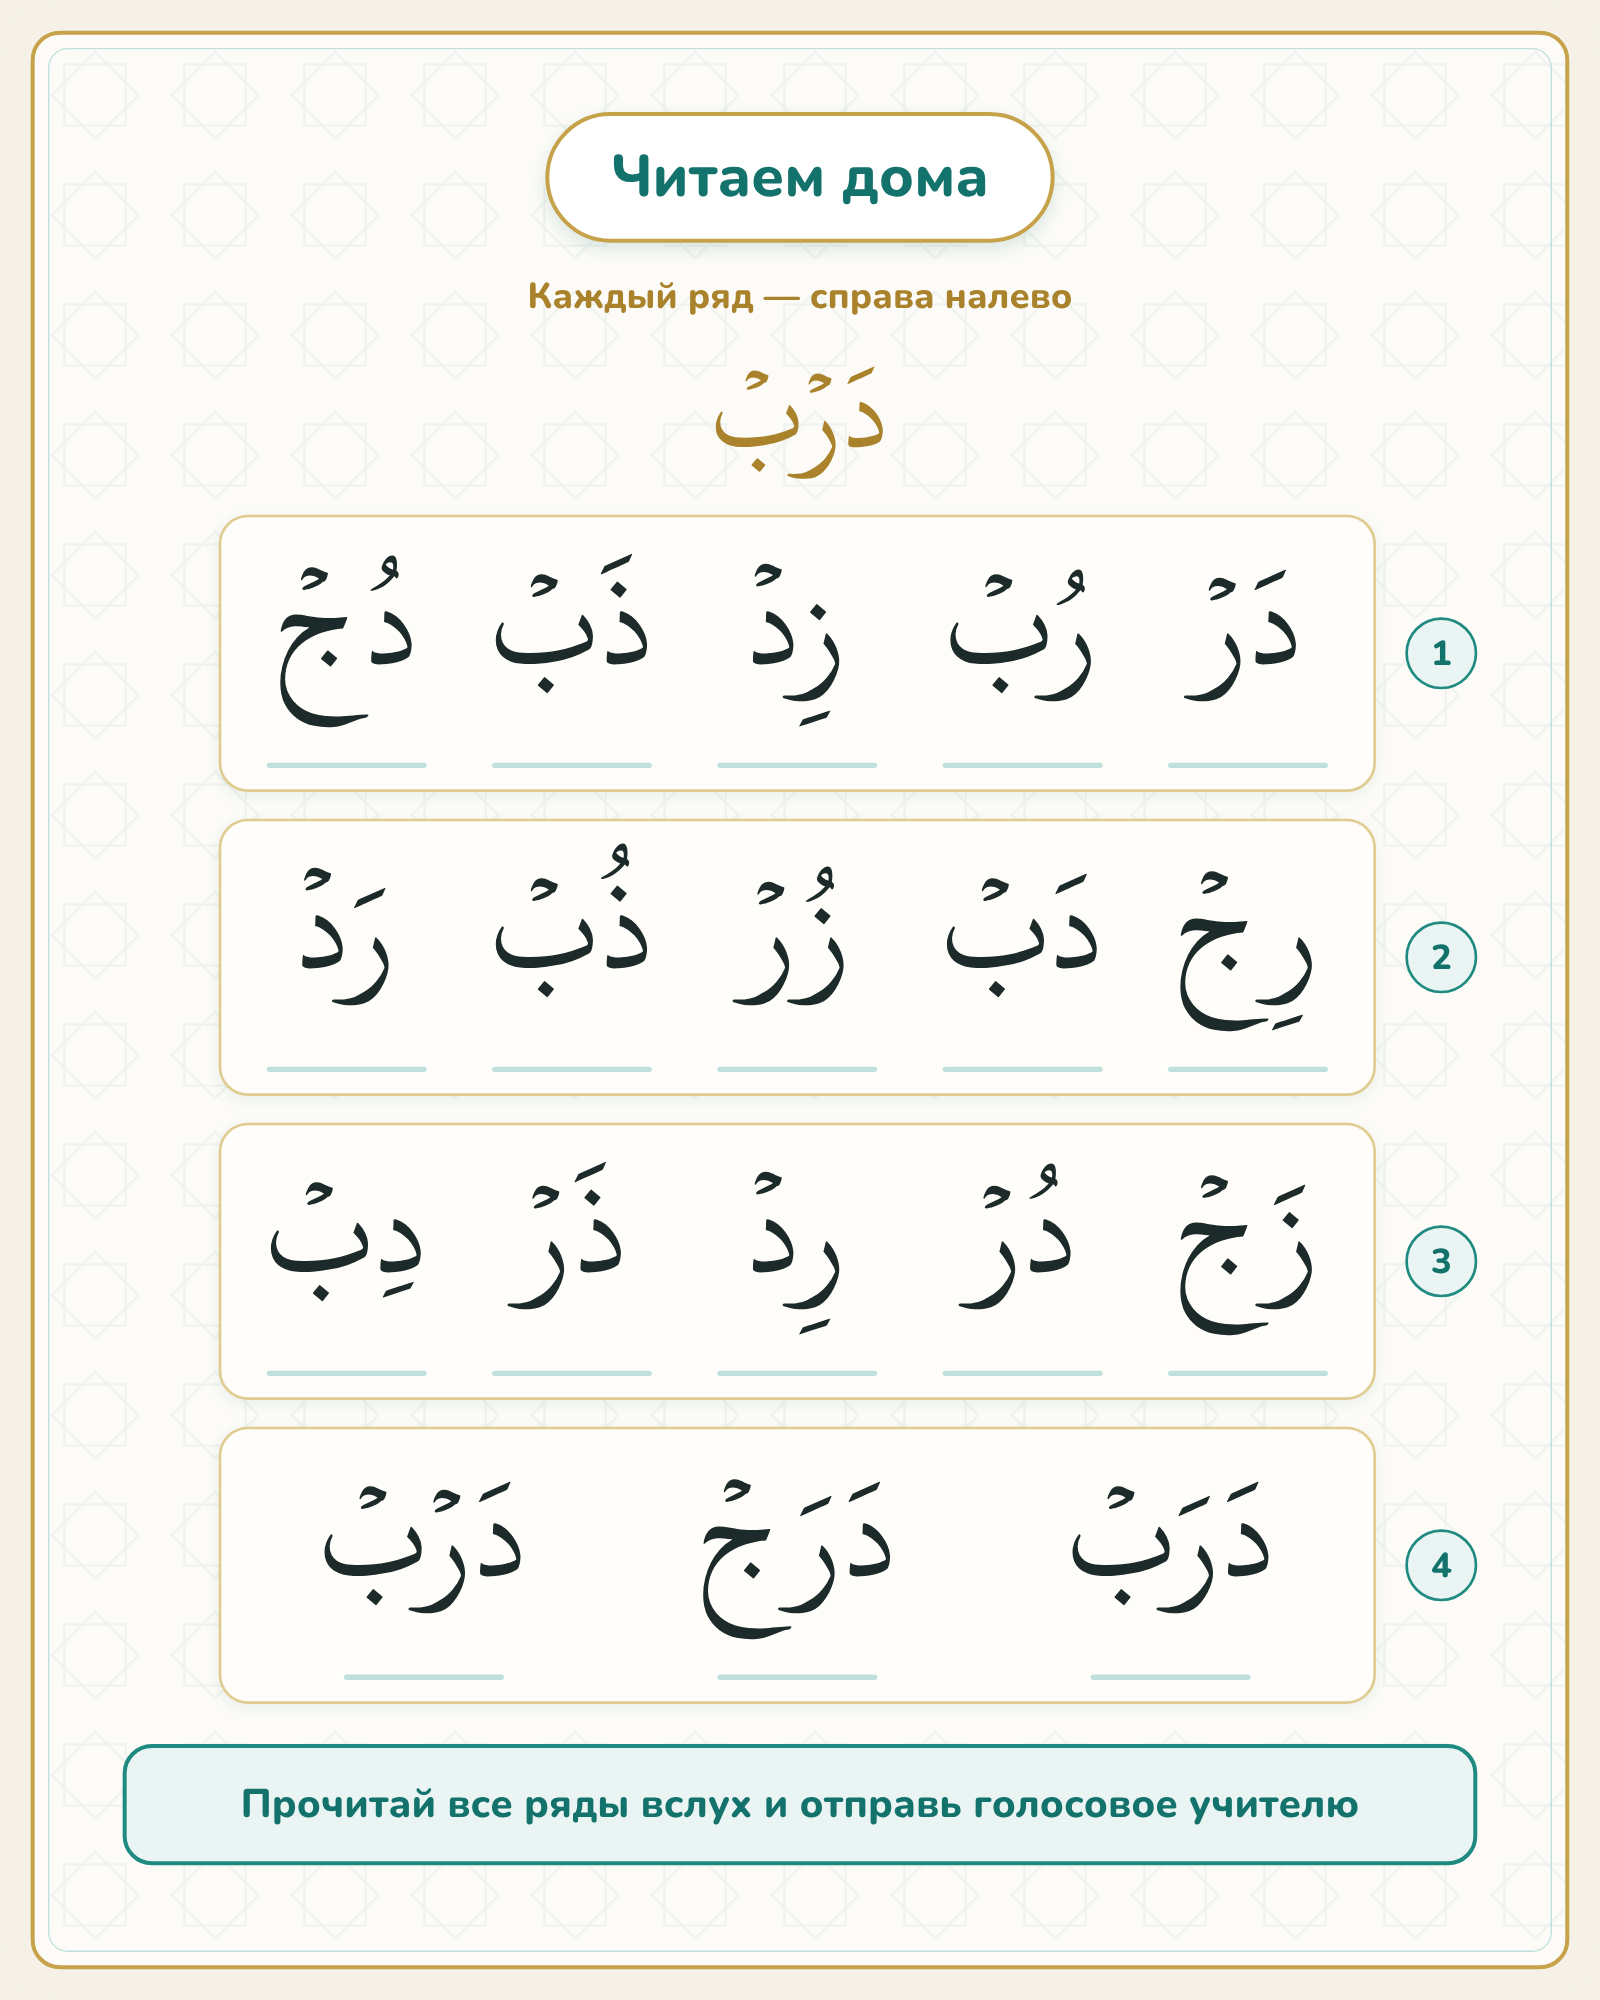 Читаем дома
Каждый ряд — справа налево
دَرۡبۡ
1
دَرۡ رُبۡ زِدۡ ذَبۡ دُجۡ
2
رِجۡ دَبۡ زُرۡ ذُبۡ رَدۡ
3
زَجۡ دُرۡ رِدۡ ذَرۡ دِبۡ
4
دَرَبۡ دَرَجۡ دَرۡبۡ
Прочитай все ряды вслух и отправь голосовое учителю